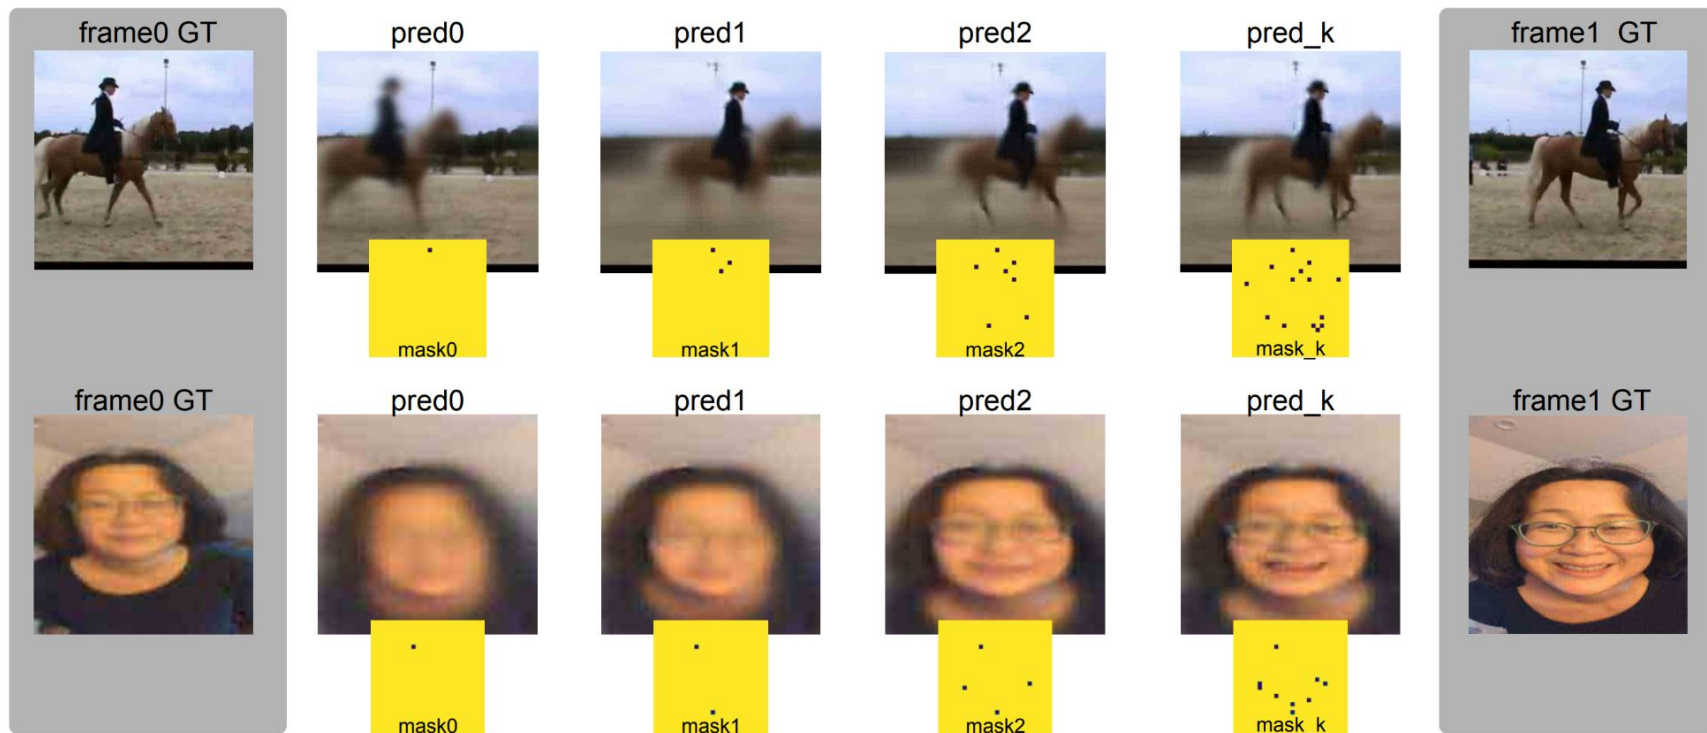 frame0 GT
pred0
pred1
pred2
pred_k
frame1 GT
mask0
mask1
mask2
mask_k
frame0 GT
pred0
pred1
pred2
pred_k
frame1 GT
mask0
mask1
mask2
mask_k